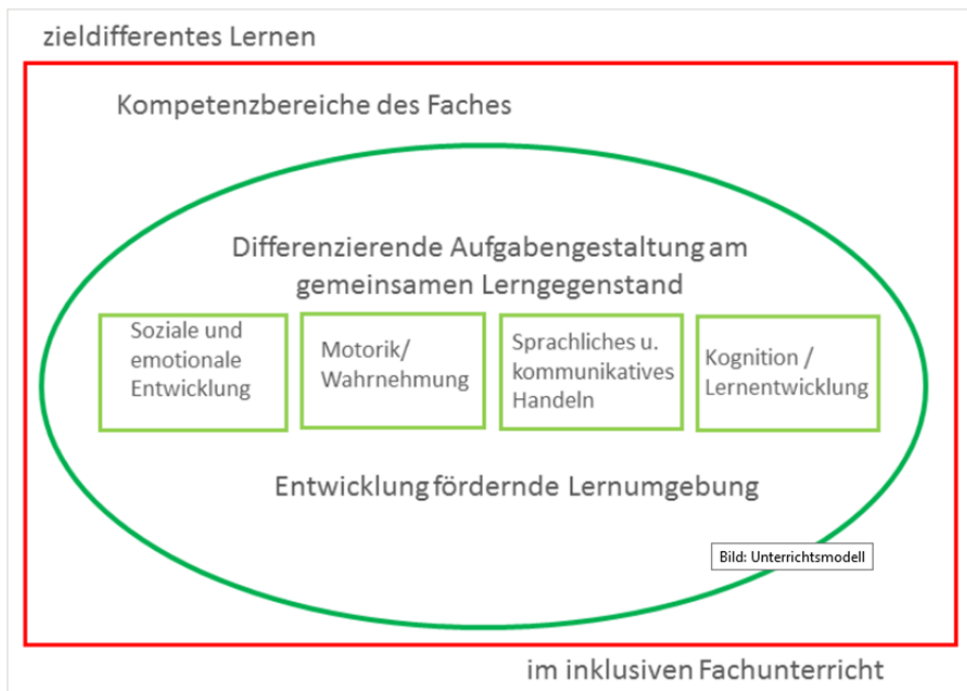 zieldifferentes Lernen
Kompetenzbereiche des Faches
Differenzierende Aufgabengestaltung am
gemeinsamen Lerngegenstand
Soziale und
emotionale
Entwicklung
Motorik/
Wahrnehmung
Sprachliches u.
kommunikatives
Handeln
Kognition /
Lernentwicklung
Entwicklung fördernde Lernumgebung
Bild: Unterrichtsmodell
im inklusiven Fachunterricht